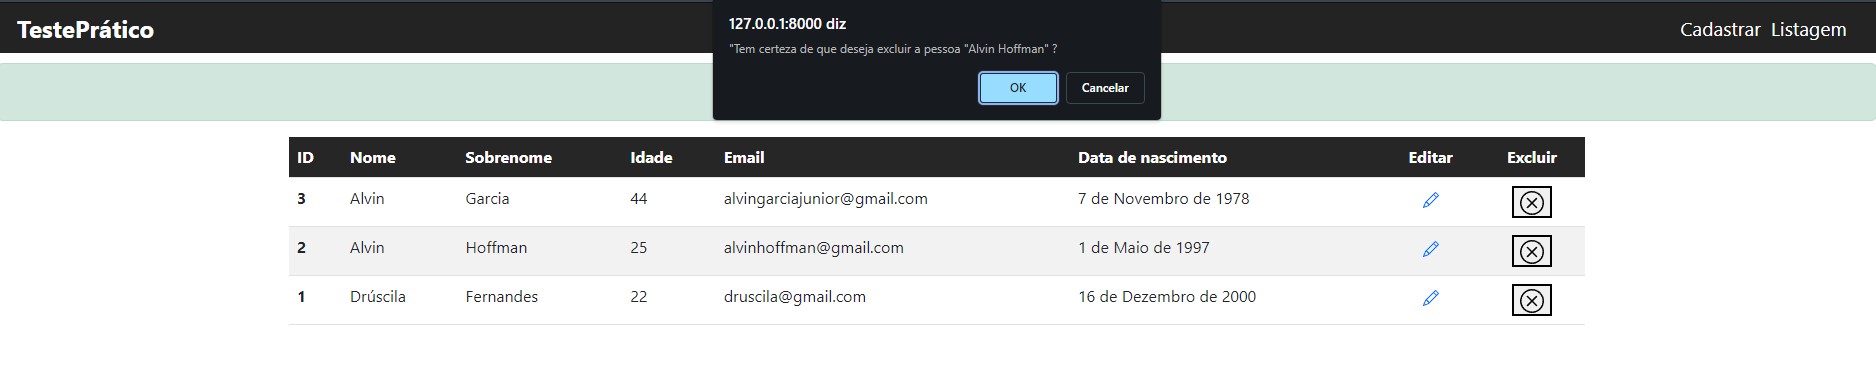 TestePrático
127.0.0.1:8000 diz
"Tem certeza de que deseja excluir a pessoa "Alvin Hoffman" ?
OK Cancelar
Cadastrar Listagem
ID Nome Sobrenome Idade Email Data de nascimento Editar Excluir
3 Alvin Garcia 44 alvingarciajunior@gmail.com 7 de Novembro de 1978
2 Alvin Hoffman 25 alvinhoffman@gmail.com 1 de Maio de 1997
1 Drúscila Fernandes 22 druscila@gmail.com 16 de Dezembro de 2000